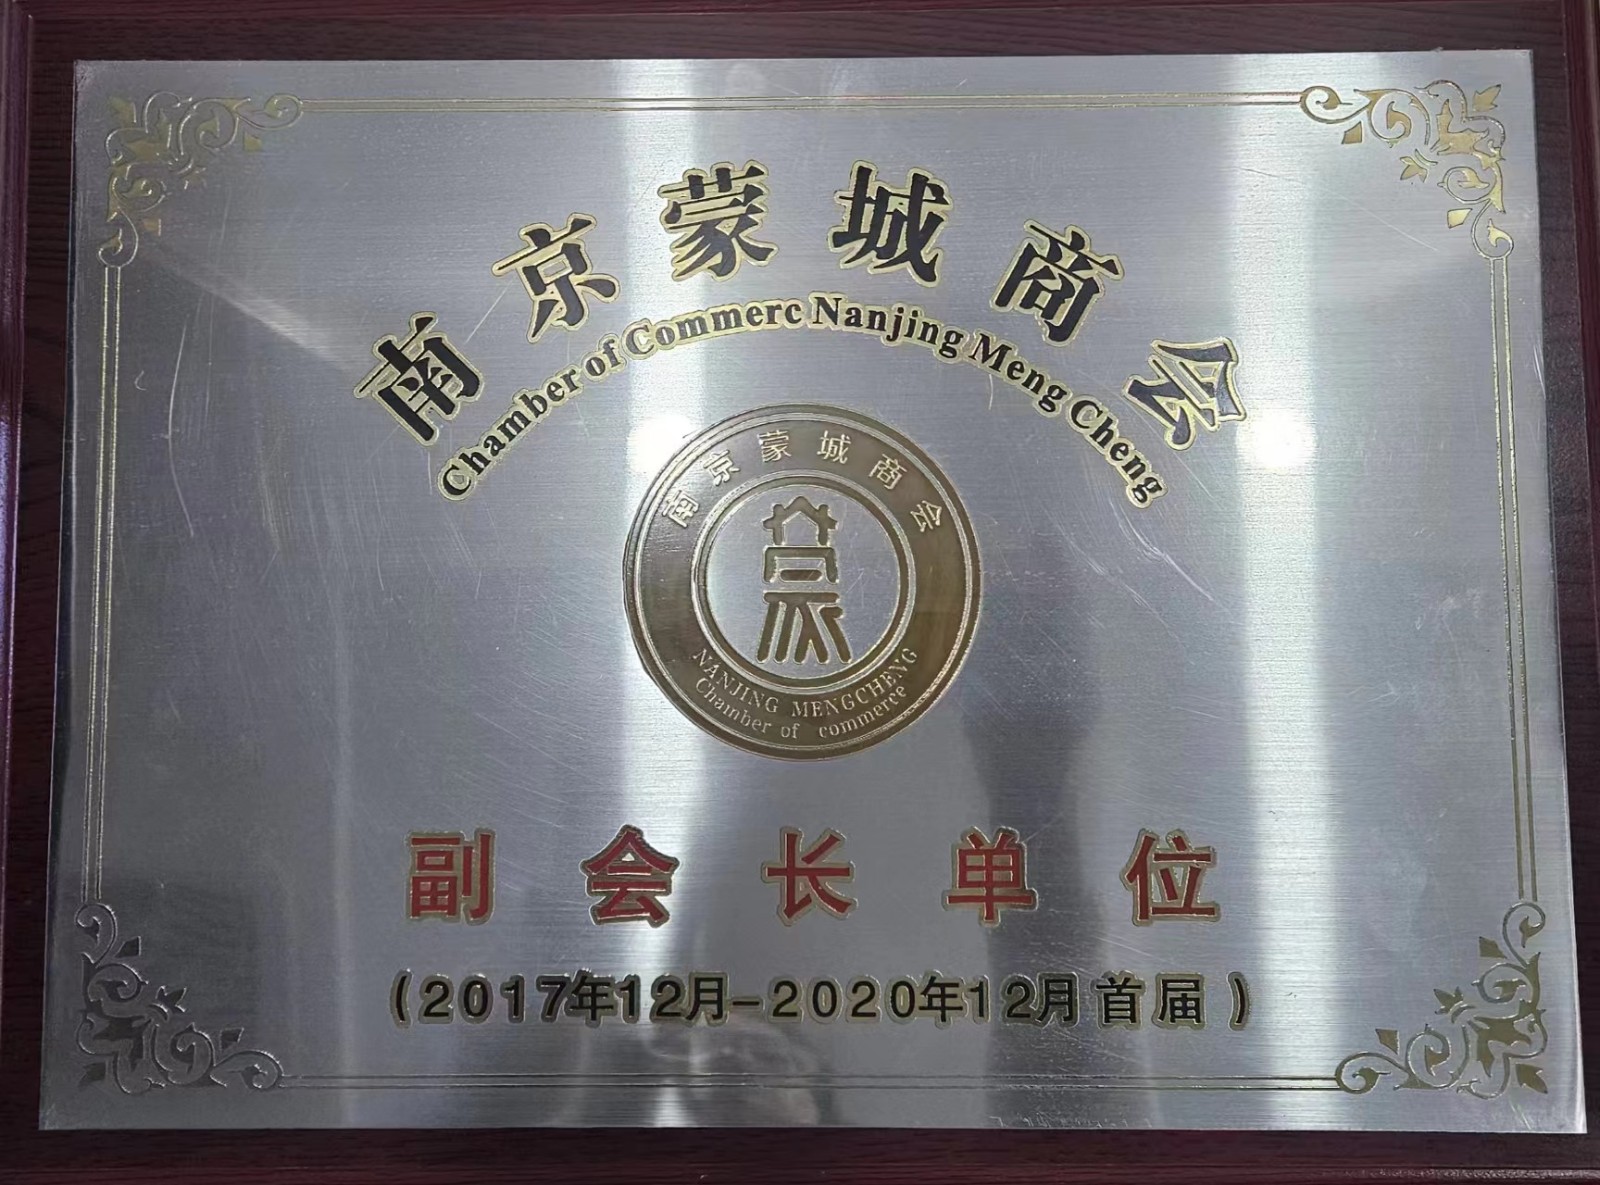 南京蒙城商会
Chamber of Commerc Nanjing Meng Cheng
南京蒙城商会
NANJING MENGCHENG
Chamber of commerce
副会长单位
(2017年12月-2020年12月首届)